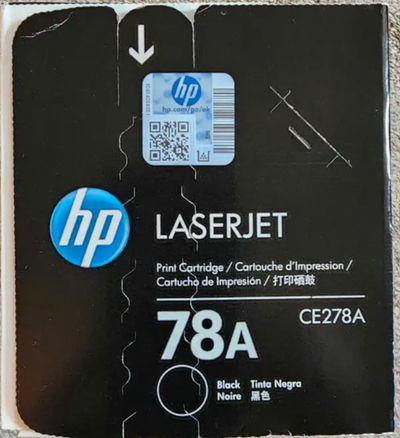 hp
hp.com/go/ok
hp
LASERJET
Print Cartridge / Cartouche d'Impression /
Cartucho de Impresión / 打印硒鼓
78A
CE278A
Black Tinta Negra
Noire 黑色